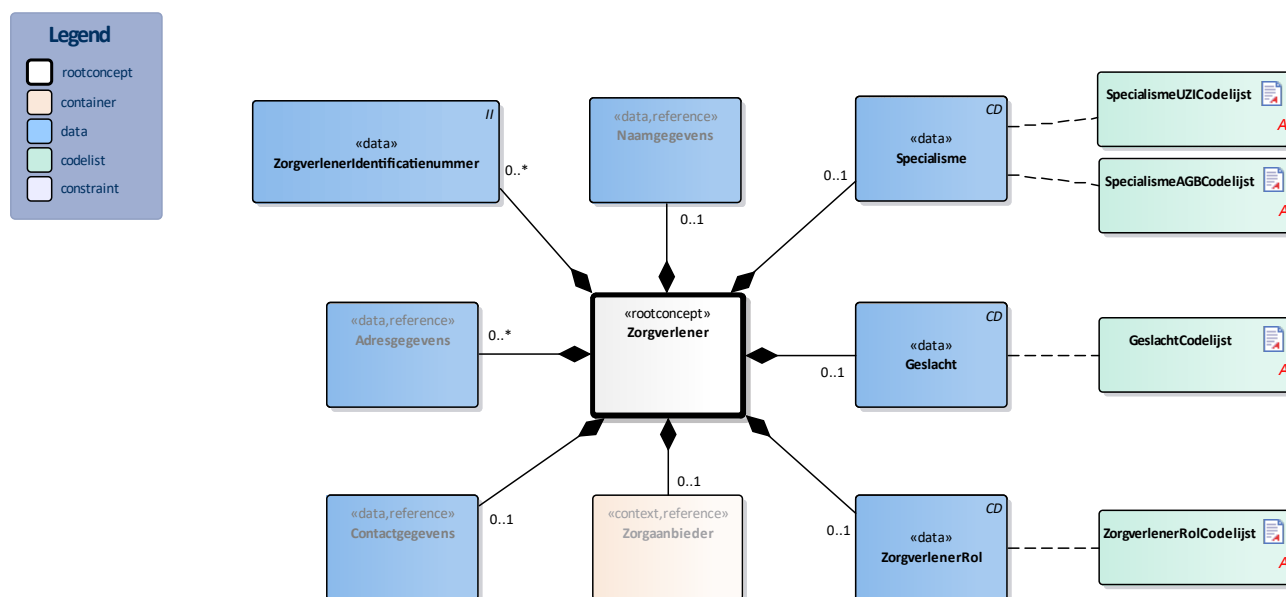 Legend
rootconcept
container
data
codelist
constraint
II
«data»
ZorgverlenerIdentificatienummer
0..*
«data,reference»
Naamgegevens
0..1
CD
«data»
Specialisme
0..1
SpecialismeUZICodelijst
A
SpecialismeAGBCodelijst
A
«data,reference»
Adresgegevens
0..*
«rootconcept»
Zorgverlener
CD
«data»
Geslacht
0..1
GeslachtCodelijst
A
«data,reference»
Contactgegevens
0..1
«context,reference»
Zorgaanbieder
0..1
CD
«data»
ZorgverlenerRol
0..1
ZorgverlenerRolCodelijst
A